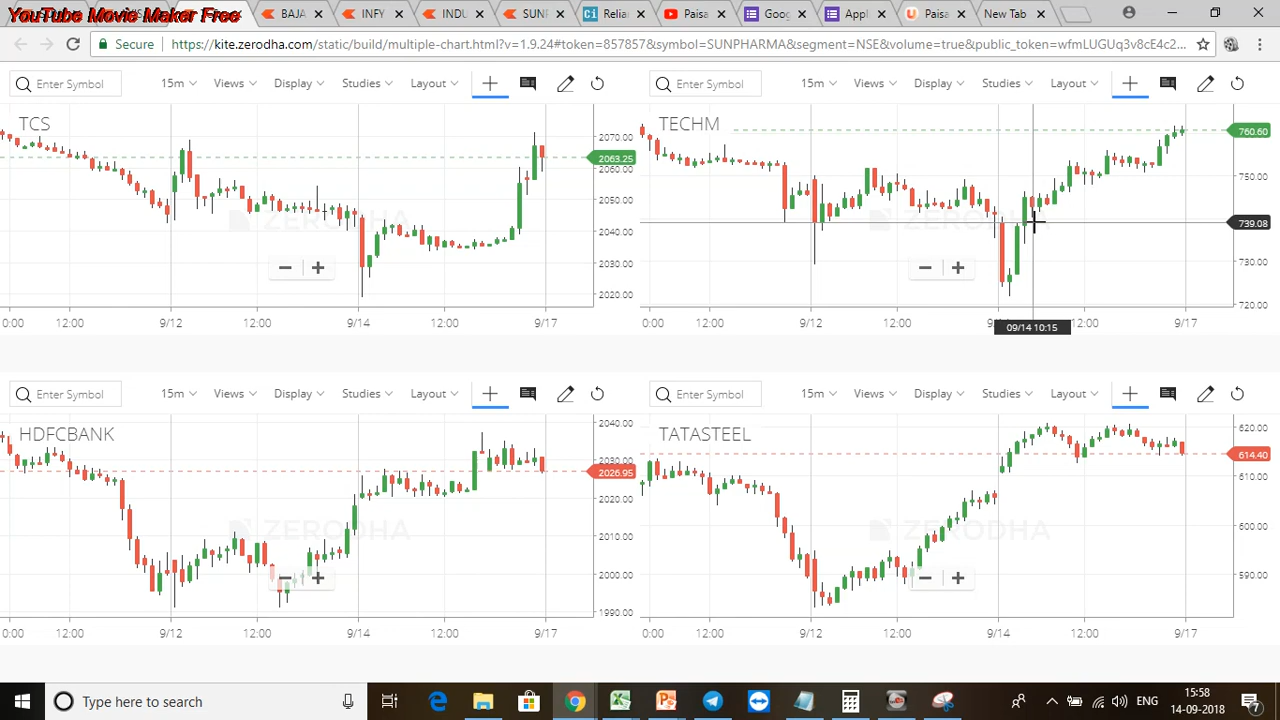 YouTube Movie Maker Free
BAJA
INFY
INDU
SUNF
Relia
Paisa
Goog
Appl
Paisa
New Tab
Secure
https://kite.zerodha.com/static/build/multiple-chart.html?v=1.9.24#token=857857&symbol=SUNPHARMA&segment=NSE&volume=true&public_token=wfmLUGUq3v8cE4c2...
Enter Symbol 15m Views Display Studies Layout
Enter Symbol 15m Views Display Studies Layout
TCS
2070.00
2063.25
2060.00
2050.00
2040.00
2030.00
2020.00
ZERODHA
0:00 12:00 9/12 12:00 9/14 12:00 9/17
TECHM
760.60
750.00
739.08
730.00
720.00
ZERODHA
0:00 12:00 9/12 12:00 9/14 12:00 9/17
09/14 10:15
Enter Symbol 15m Views Display Studies Layout
Enter Symbol 15m Views Display Studies Layout
HDFCBANK
2040.00
2030.00
2026.95
2020.00
2010.00
2000.00
1990.00
ZERODHA
0:00 12:00 9/12 12:00 9/14 12:00 9/17
TATASTEEL
620.00
614.40
610.00
600.00
590.00
ZERODHA
0:00 12:00 9/12 12:00 9/14 12:00 9/17
Type here to search
ENG
15:58
14-09-2018
7